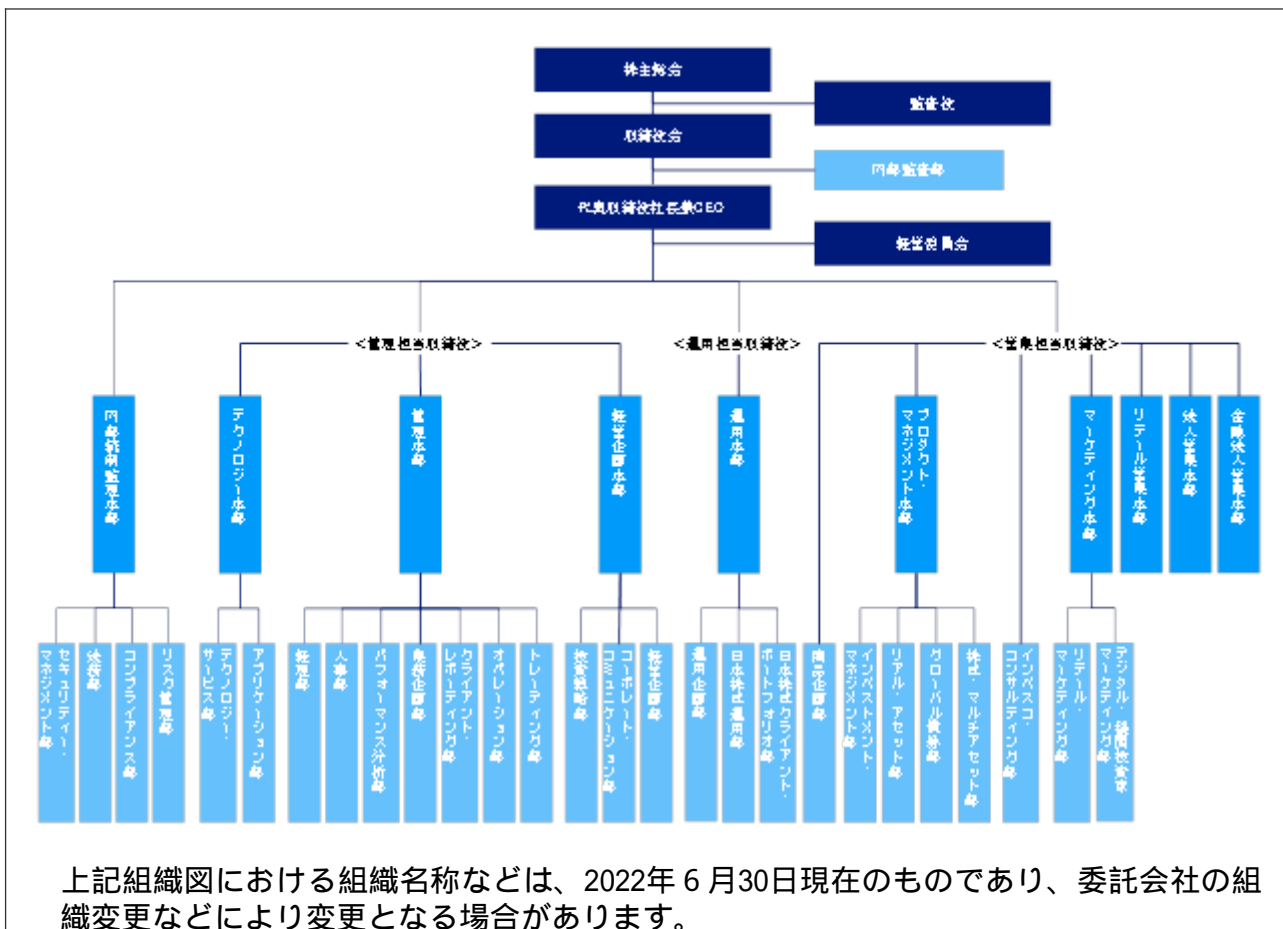 株主総会
監査役
取締役会
内部監査部
代表取締役社長兼CEO
経営委員会
<管理担当取締役>
<運用担当取締役>
<営業担当取締役>
内部統制監理本部
テクノロジー本部
管理本部
経営企画本部
運用本部
プロダクト・
マネジメント本部
マーケティング本部
リテール営業本部
法人営業本部
金融法人営業本部
セキュリティー・
マネジメント部
法務部
コンプライアンス部
リスク管理部
テクノロジー・
サービス部
アプリケーション部
経理部
人事部
パフォーマンス分析部
業務企画部
クライアント・
レポーティング部
オペレーション部
トレーディング部
政策戦略部
コーポレート・
コミュニケーション部
経営企画部
運用企画部
日本株式運用部
日本株式クライアント・
ポートフォリオ部
商品企画部
インベストメント・
マネジメント部
リアル・アセット部
グローバル債券部
株式・マルチアセット部
インベスコ・
コンサルティング部
リテール・
マーケティング部
デジタル・機関投資家
マーケティング部
上記組織図における組織名称などは、2022年6月30日現在のものであり、委託会社の組
織変更などにより変更となる場合があります。